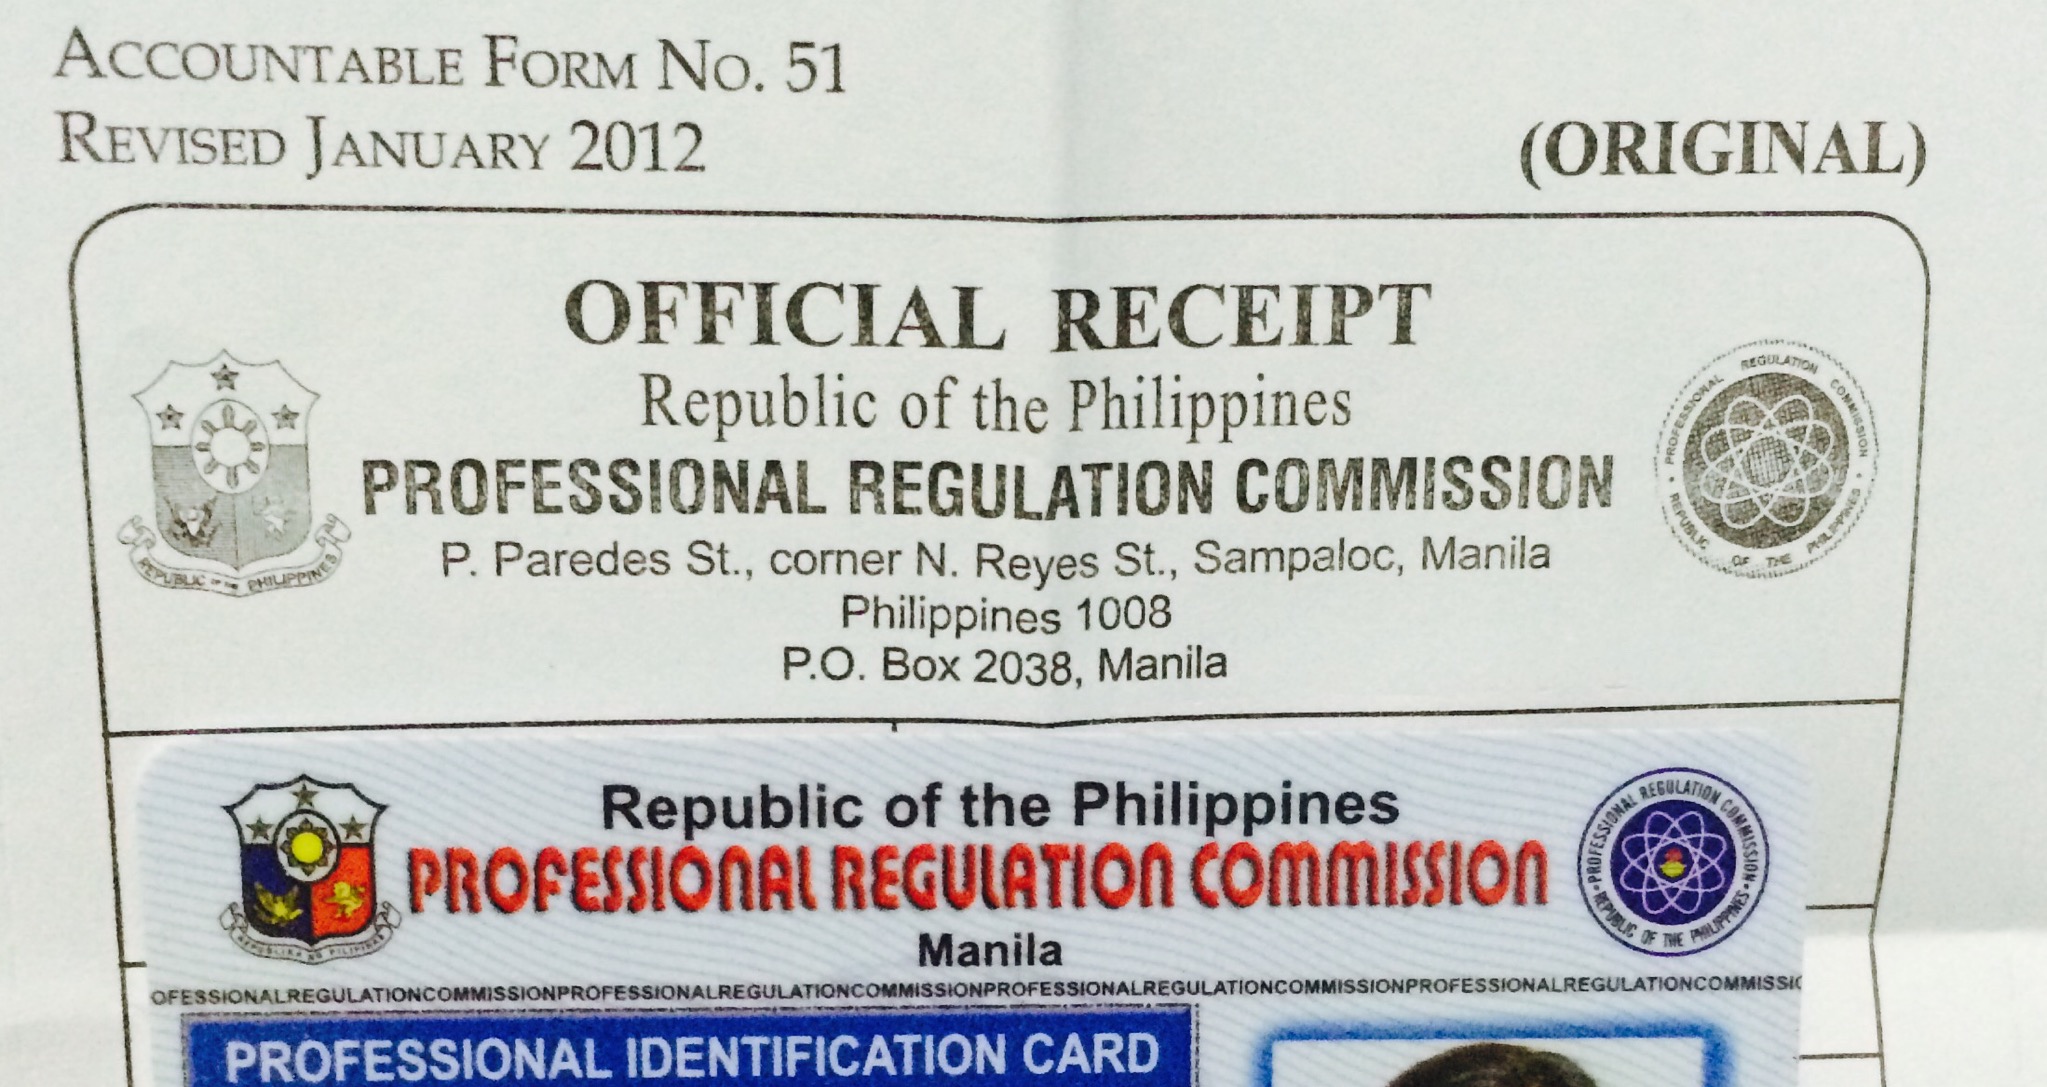 ACCOUNTABLE FORM NO. 51
REVISED JANUARY 2012
(ORIGINAL)
OFFICIAL RECEIPT
Republic of the Philippines
PROFESSIONAL REGULATION COMMISSION
P. Paredes St., corner N. Reyes St., Sampaloc, Manila
Philippines 1008
P.O. Box 2038, Manila
REPUBLIC OF THE PHILIPPINES
PROFESSIONAL REGULATION COMMISSION
REPUBLIC OF THE PHILIPPINES
Republic of the Philippines
PROFESSIONAL REGULATION COMMISSION
Manila
REPUBLIKA NG PILIPINAS
PROFESSIONAL REGULATION COMMISSION
REPUBLIC OF THE PHILIPPINES
OFESSIONALREGULATIONCOMMISSIONPROFESSIONALREGULATIONCOMMISSIONPROFESSIONALREGULATIONCOMMISSIONPROFESSIONALREGULATIONCOMMISSIO
PROFESSIONAL IDENTIFICATION CARD